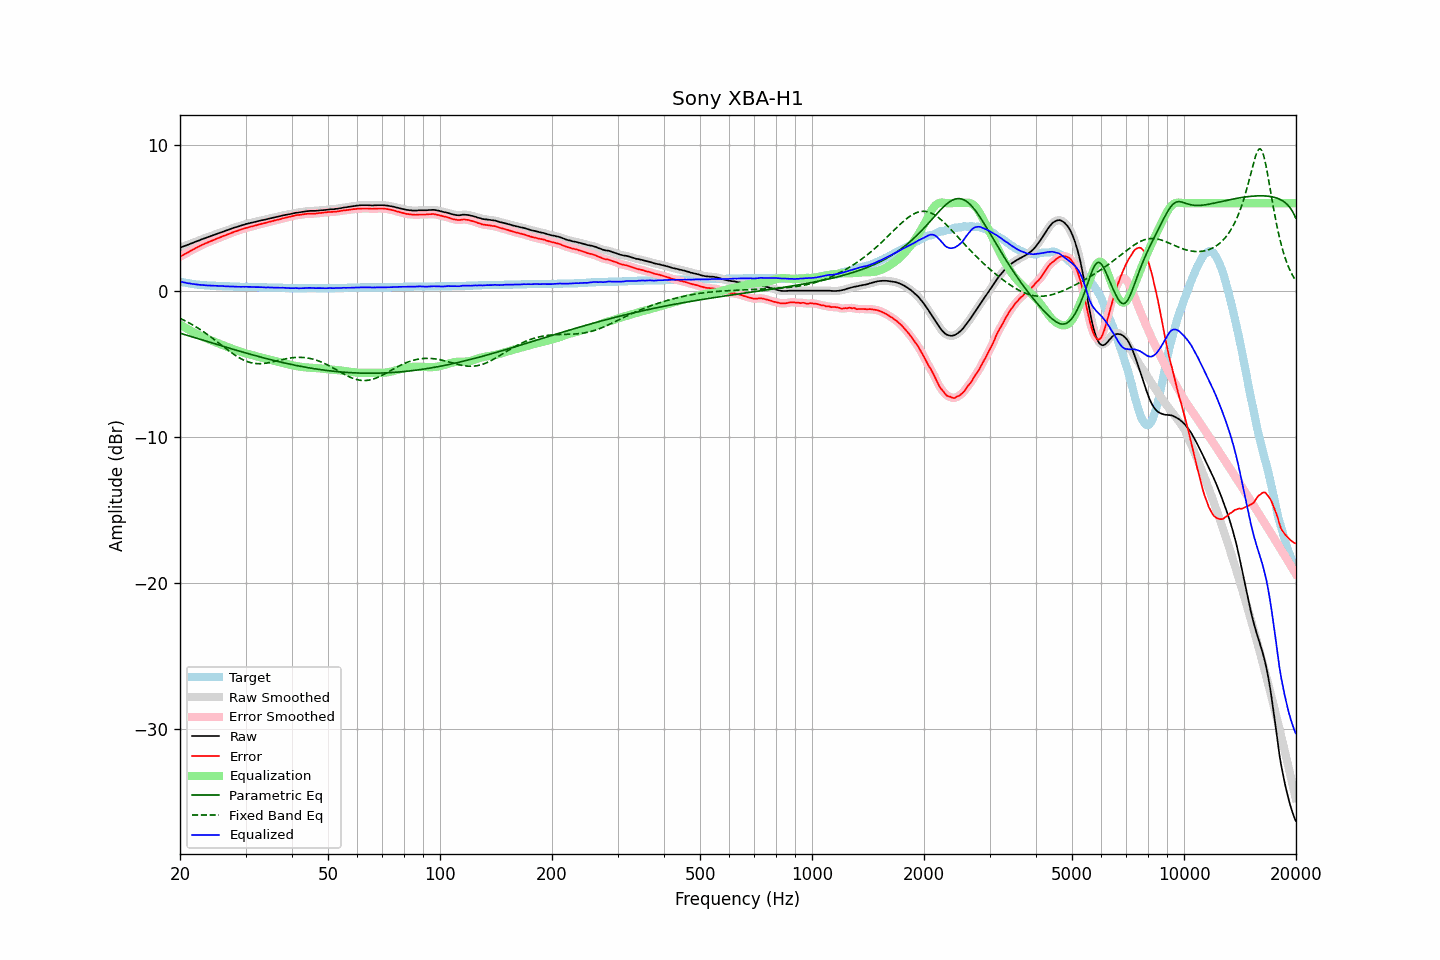 Sony XBA-H1
10
0
−10
−20
−30
Amplitude (dBr)
Target
Raw Smoothed
Error Smoothed
Raw
Error
Equalization
Parametric Eq
Fixed Band Eq
Equalized
20 50 100 200 500 1000 2000 5000 10000 20000
Frequency (Hz)